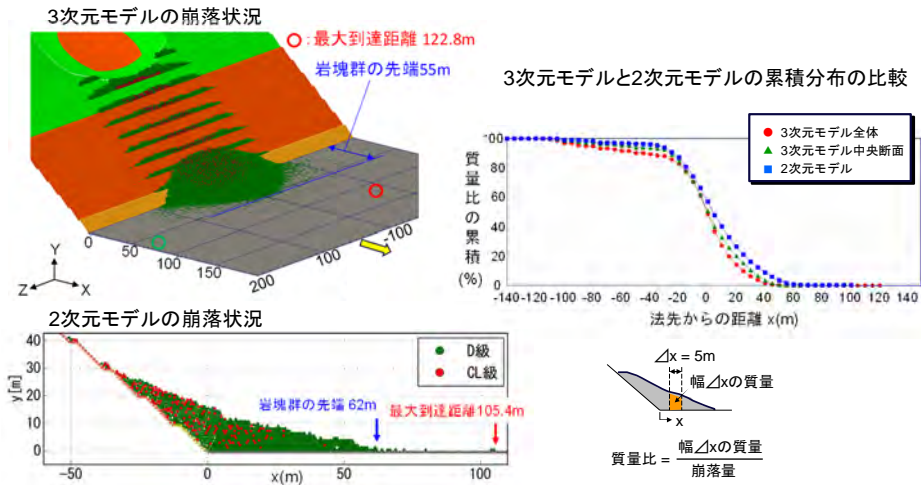 3次元モデルの崩落状況
○:最大到達距離 122.8m
岩塊群の先端55m
0
50
100
150
200
100
0
-100
Y
Z
X
3次元モデルと2次元モデルの累積分布の比較
3次元モデル全体
3次元モデル中央断面
2次元モデル
質量比の累積(%)
100
80
60
40
20
0
-140 -120 -100 -80 -60 -40 -20 0 20 40 60 80 100 120 140
法先からの距離 x(m)
2次元モデルの崩落状況
D級
CL級
岩塊群の先端 62m
最大到達距離105.4m
y[m]
40
30
20
10
0
-50 0 50 100
x(m)
⊿x = 5m
幅⊿xの質量
x
質量比 = 幅⊿xの質量
崩落量